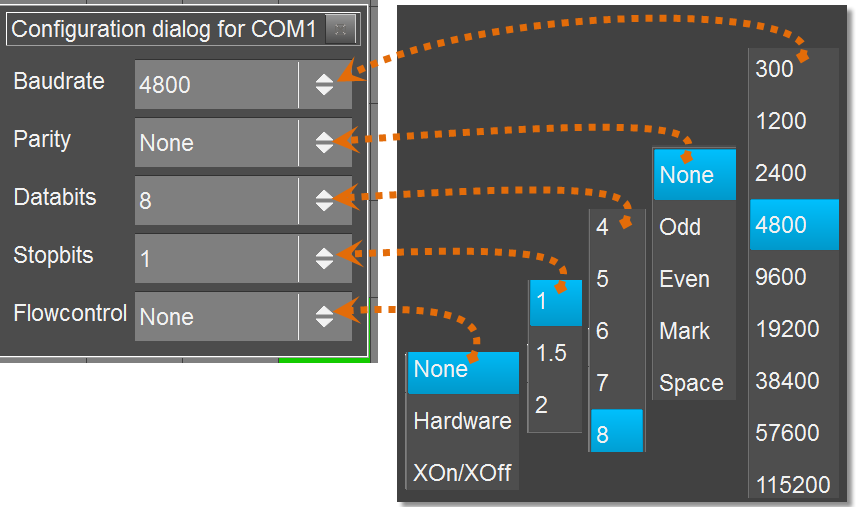 Configuration dialog for COM1
Baudrate 4800
Parity None
Databits 8
Stopbits 1
Flowcontrol None
None
Hardware
XOn/XOff
1
1.5
2
4
5
6
7
8
None
Odd
Even
Mark
Space
300
1200
2400
4800
9600
19200
38400
57600
115200